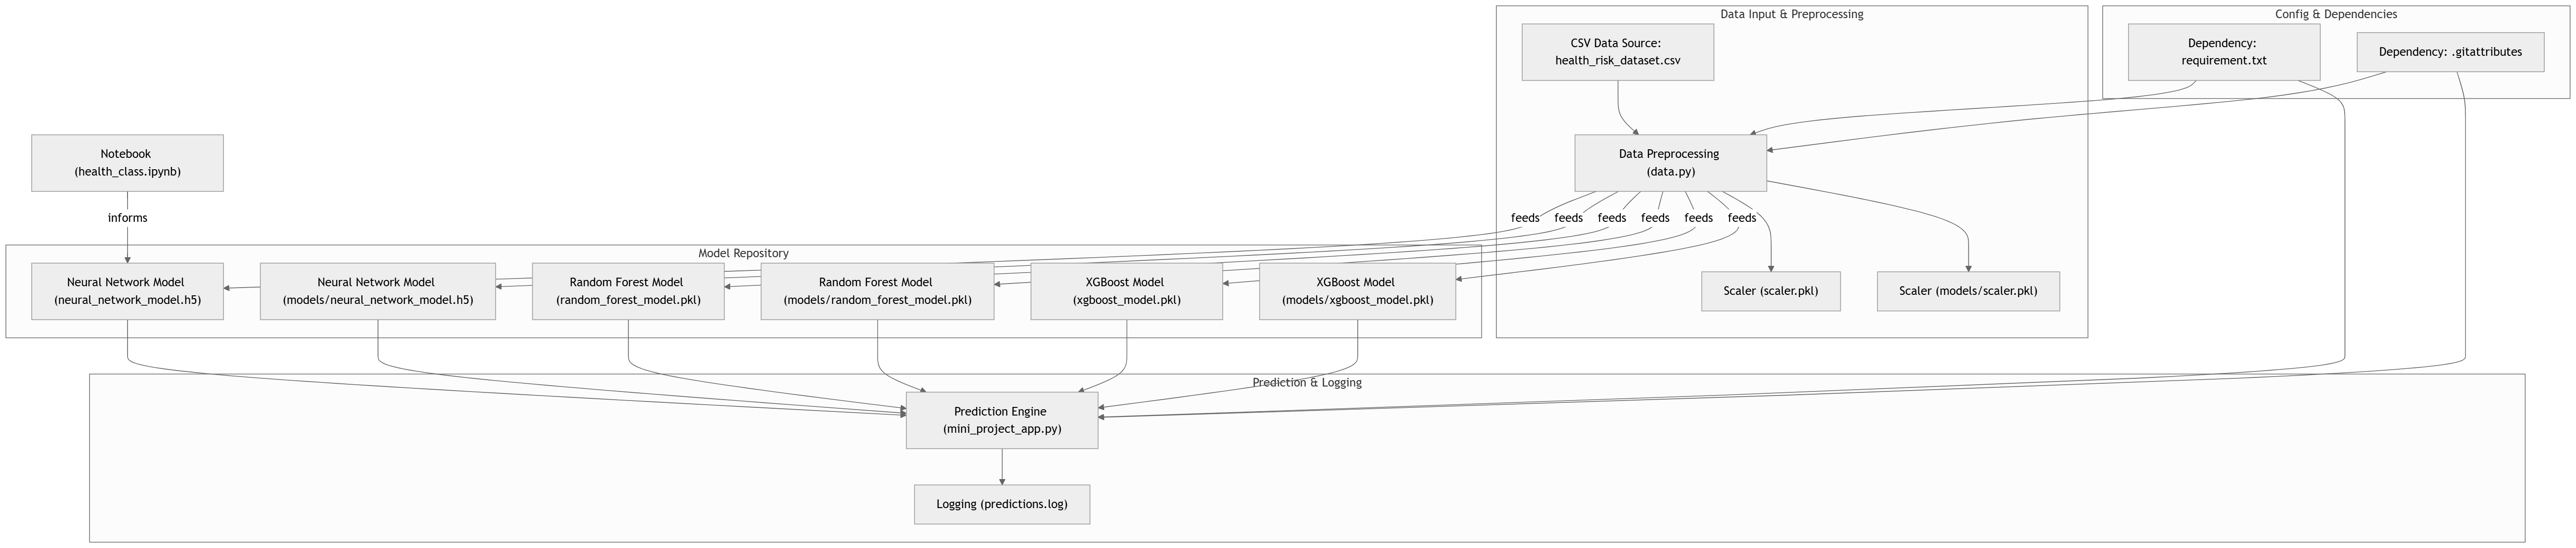 Data Input & Preprocessing
Config & Dependencies
CSV Data Source:
health_risk_dataset.csv
Dependency:
requirement.txt
Dependency: .gitattributes
Notebook
(health_class.ipynb)
Data Preprocessing
(data.py)
informs
feeds
feeds
feeds
feeds
feeds
feeds
Model Repository
Neural Network Model
(neural_network_model.h5)
Neural Network Model
(models/neural_network_model.h5)
Random Forest Model
(random_forest_model.pkl)
Random Forest Model
(models/random_forest_model.pkl)
XGBoost Model
(xgboost_model.pkl)
XGBoost Model
(models/xgboost_model.pkl)
Scaler (scaler.pkl)
Scaler (models/scaler.pkl)
Prediction & Logging
Prediction Engine
(mini_project_app.py)
Logging (predictions.log)